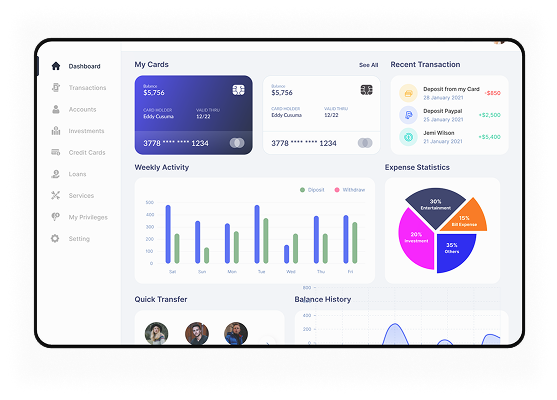 Dashboard
Transactions
Accounts
Investments
Credit Cards
Loans
Services
My Privileges
Setting
My Cards
See All
Balance
$5,756
CARD HOLDER
VALID THRU
Eddy Cusuma
12/22
3778 **** **** 1234
Balance
$5,756
CARD HOLDER
VALID THRU
Eddy Cusuma
12/22
3778 **** **** 1234
Recent Transaction
Deposit from my Card
28 January 2021
-$850
Deposit Paypal
25 January 2021
+$2,500
Jemi Wilson
21 January 2021
+$5,400
Weekly Activity
Diposit
Withdraw
500
400
300
200
100
0
Sat
Sun
Mon
Tue
Wed
Thu
Fri
Expense Statistics
30%
Entertainment
15%
Bill Expense
20%
Investment
35%
Others
Quick Transfer
Balance History
800
600
400
200
0